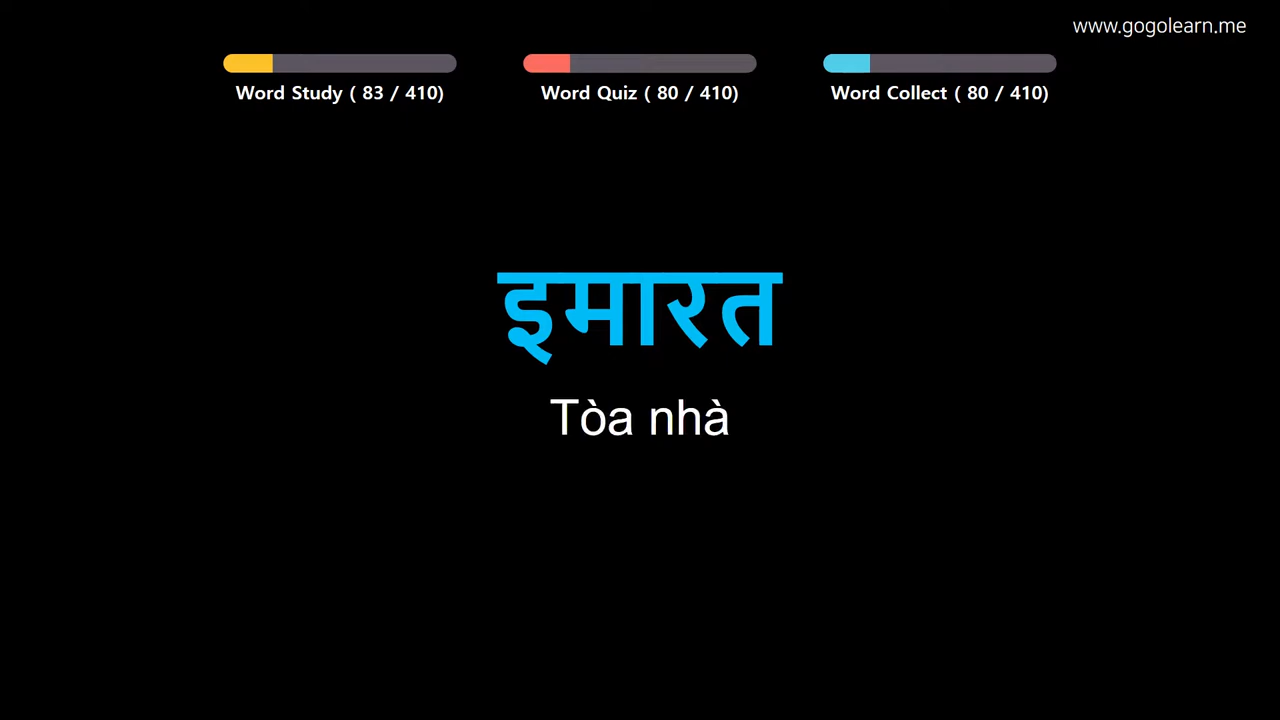 www.gogolearn.me
Word Study ( 83 / 410)
Word Quiz ( 80 / 410)
Word Collect ( 80 / 410)
इमारत
Tòa nhà